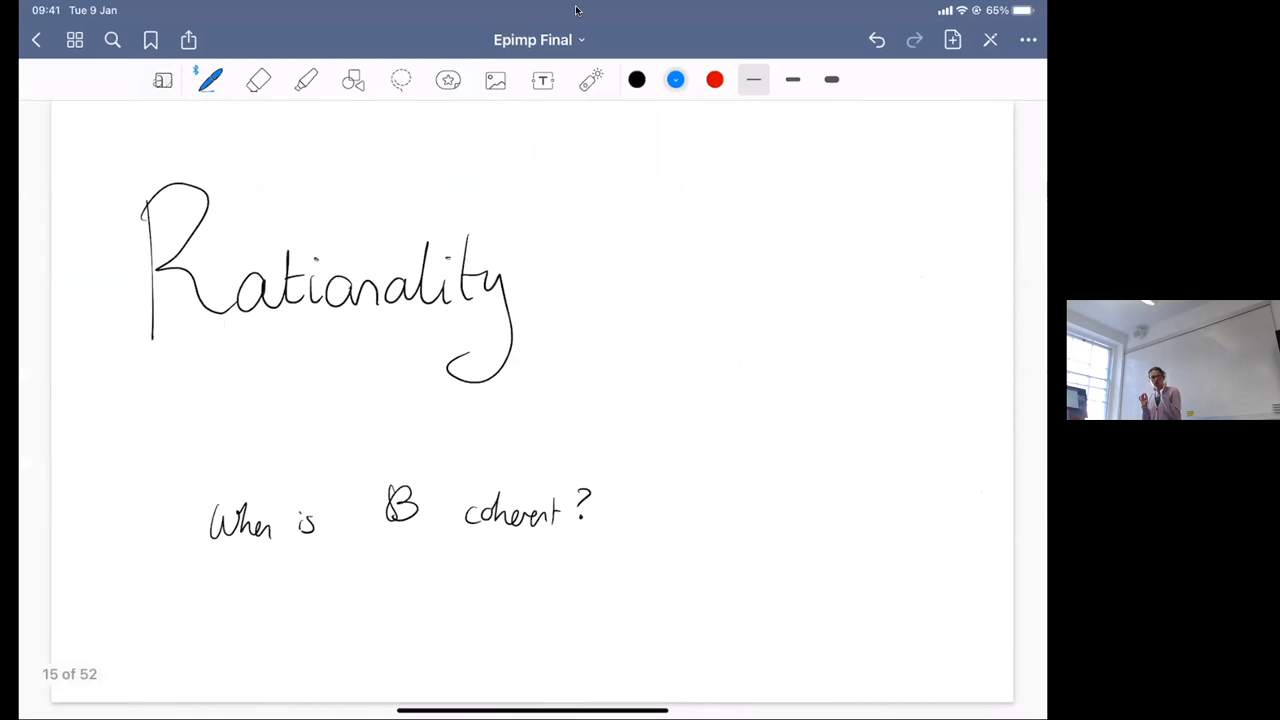 09:41 Tue 9 Jan
65%
Epimp Final
T
Rationality
When is B coherent?
15 of 52